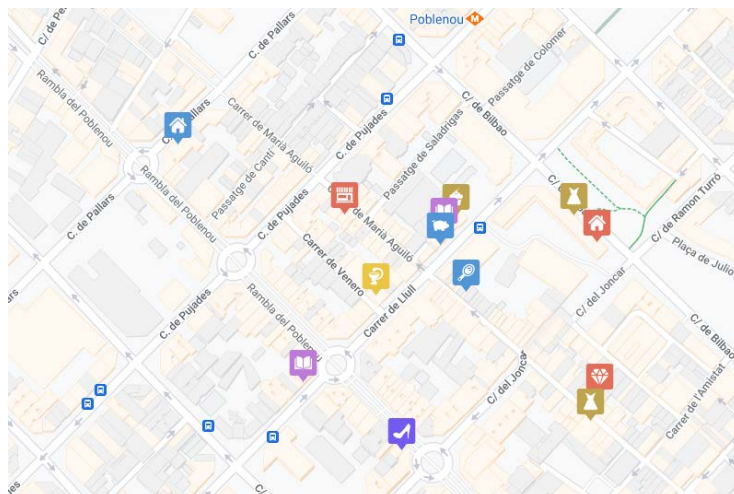 Poblenou M
C/ de Pe
C. de Pallars
Rambla del Poblenou
Passatge de Colomer
C/ de Bilbao
Carrer de Marià Aguiló
C. de Pujades
Passatge de Saladrigas
Pallars
Rambla del Poblenou
Passatge de Cantí
C. de Pallars
C. de Pujades
de Marià Aguiló
C/ de Ramon Turró
Plaça de Julio
Carrer de Venero
Carrer de Llull
C/ del Joncar
C/ de Bilbao
Rambla del Poblenou
C. de Pujades
C/ del Joncar
Carrer de l'Amistat
C/